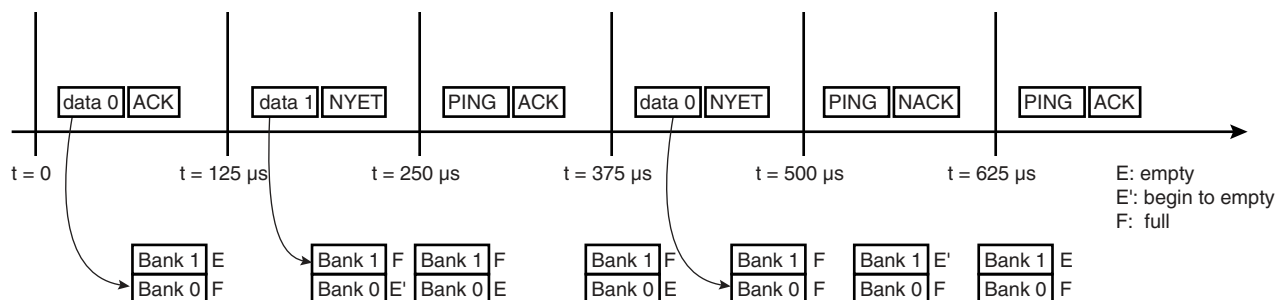 data 0 ACK data 1 NYET PING ACK data 0 NYET PING NACK PING ACK
t = 0 t = 125 μs t = 250 μs t = 375 μs t = 500 μs t = 625 μs E: empty
E': begin to empty
F: full
Bank 1 E Bank 1 F Bank 1 F Bank 1 F Bank 1 F Bank 1 E' Bank 1 E
Bank 0 F Bank 0 E' Bank 0 E Bank 0 E Bank 0 F Bank 0 F Bank 0 F